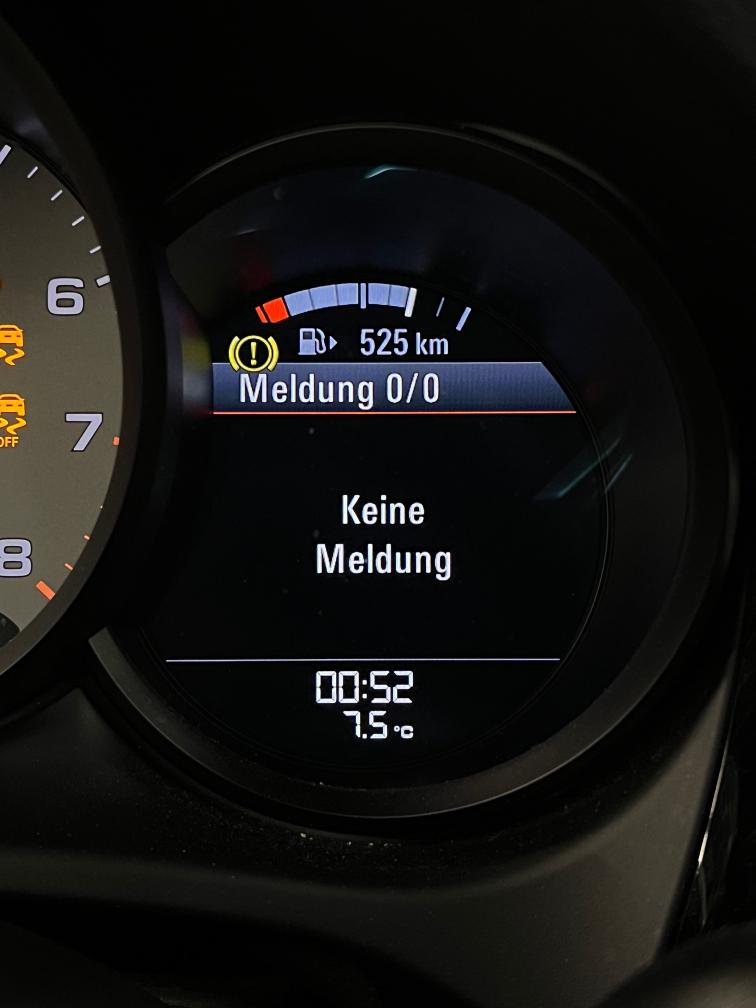 6
525 km
Meldung 0/0
OFF
7
Keine
Meldung
8
00:52
7.5 °C